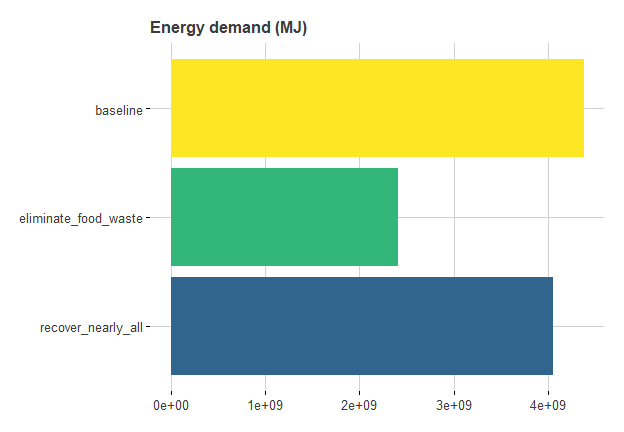 Energy demand (MJ)
baseline
eliminate_food_waste
recover_nearly_all
0e+00 1e+09 2e+09 3e+09 4e+09